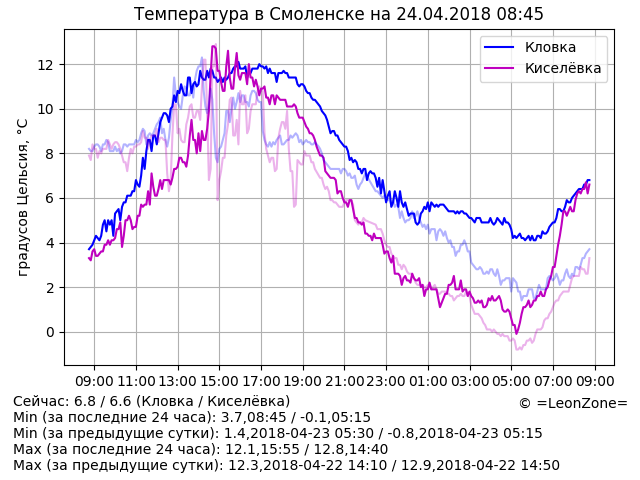 Температура в Смоленске на 24.04.2018 08:45
Кловка
Киселёвка
градусов Цельсия, °C
12
10
8
6
4
2
0
09:00 11:00 13:00 15:00 17:00 19:00 21:00 23:00 01:00 03:00 05:00 07:00 09:00
Сейчас: 6.8 / 6.6 (Кловка / Киселёвка)
© =LeonZone=
Min (за последние 24 часа): 3.7,08:45 / -0.1,05:15
Min (за предыдущие сутки): 1.4,2018-04-23 05:30 / -0.8,2018-04-23 05:15
Max (за последние 24 часа): 12.1,15:55 / 12.8,14:40
Max (за предыдущие сутки): 12.3,2018-04-22 14:10 / 12.9,2018-04-22 14:50